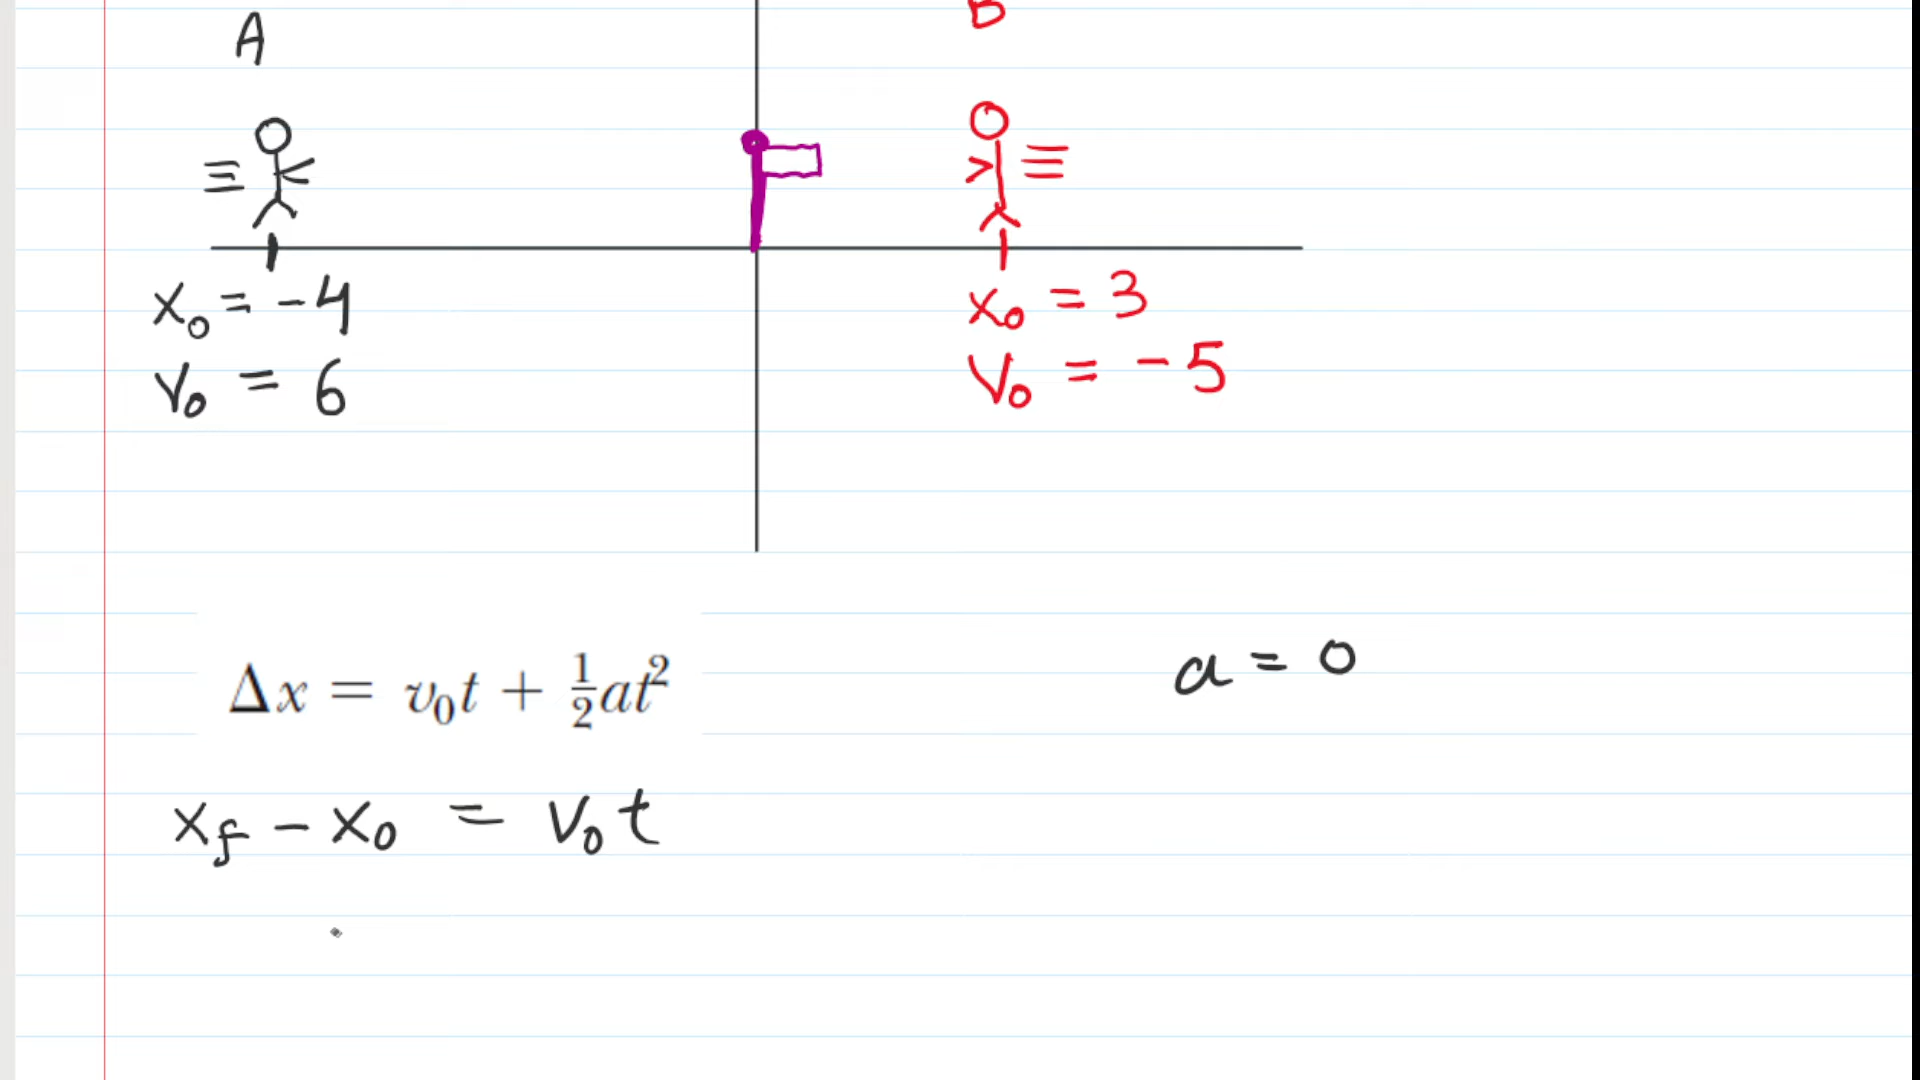 A
B
x₀ = -4
v₀ = 6
x₀ = 3
v₀ = -5
Δx = v₀t + ½at²
a = 0
x_f - x₀ = v₀t